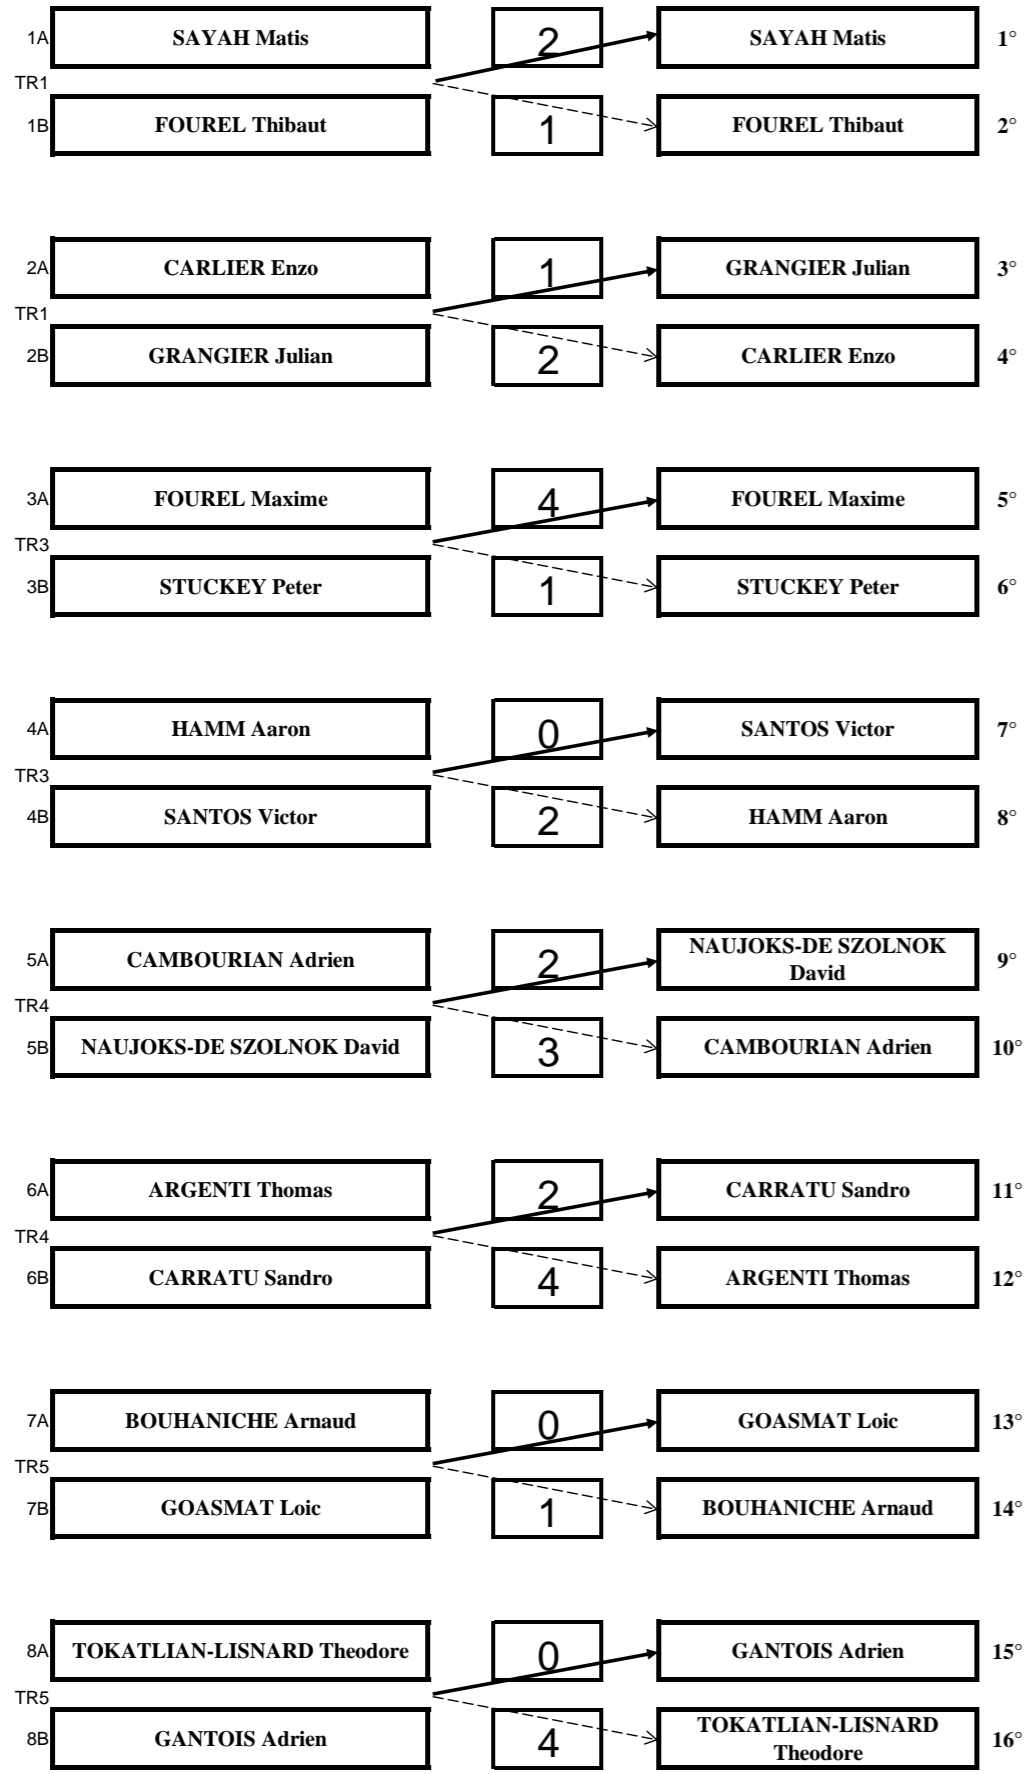 1A SAYAH Matis 2 SAYAH Matis 1°
TR1
1B FOUREL Thibaut 1 FOUREL Thibaut 2°
2A CARLIER Enzo 1 GRANGIER Julian 3°
TR1
2B GRANGIER Julian 2 CARLIER Enzo 4°
3A FOUREL Maxime 4 FOUREL Maxime 5°
TR3
3B STUCKEY Peter 1 STUCKEY Peter 6°
4A HAMM Aaron 0 SANTOS Victor 7°
TR3
4B SANTOS Victor 2 HAMM Aaron 8°
5A CAMBOURIAN Adrien 2 NAUJOKS-DE SZOLNOK
David 9°
TR4
5B NAUJOKS-DE SZOLNOK David 3 CAMBOURIAN Adrien 10°
6A ARGENTI Thomas 2 CARRATU Sandro 11°
TR4
6B CARRATU Sandro 4 ARGENTI Thomas 12°
7A BOUHANICHE Arnaud 0 GOASMAT Loic 13°
TR5
7B GOASMAT Loic 1 BOUHANICHE Arnaud 14°
8A TOKATLIAN-LISNARD Theodore 0 GANTOIS Adrien 15°
TR5
8B GANTOIS Adrien 4 TOKATLIAN-LISNARD
Theodore 16°